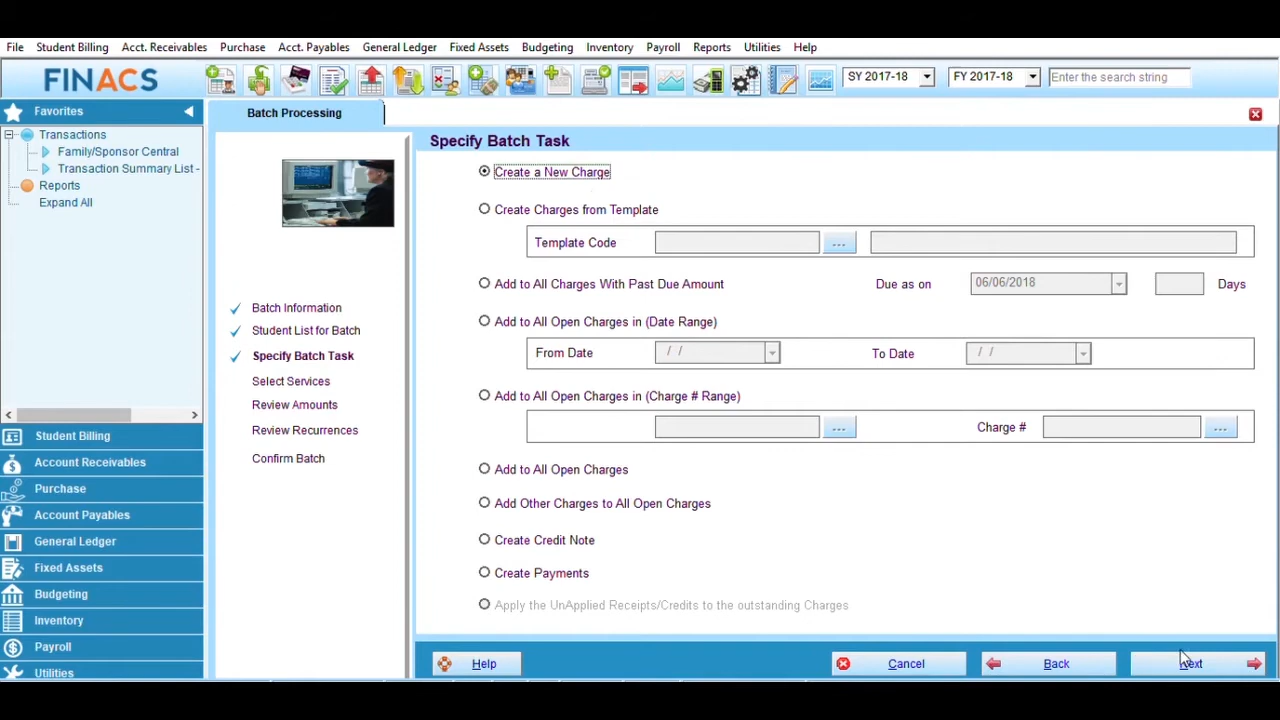 File Student Billing Acct. Receivables Purchase Acct. Payables General Ledger Fixed Assets Budgeting Inventory Payroll Reports Utilities Help
FINACS SY 2017-18 FY 2017-18 Enter the search string
Favorites
Transactions
Family/Sponsor Central
Transaction Summary List -
Reports
Expand All
Student Billing
Account Receivables
Purchase
Account Payables
General Ledger
Fixed Assets
Budgeting
Inventory
Payroll
Utilities
Batch Processing
Batch Information
Student List for Batch
Specify Batch Task
Select Services
Review Amounts
Review Recurrences
Confirm Batch
Specify Batch Task
Create a New Charge
Create Charges from Template
Template Code ...
Add to All Charges With Past Due Amount Due as on 06/06/2018 Days
Add to All Open Charges in (Date Range)
From Date / / To Date / /
Add to All Open Charges in (Charge # Range)
... Charge # ...
Add to All Open Charges
Add Other Charges to All Open Charges
Create Credit Note
Create Payments
Apply the UnApplied Receipts/Credits to the outstanding Charges
Help Cancel Back Next